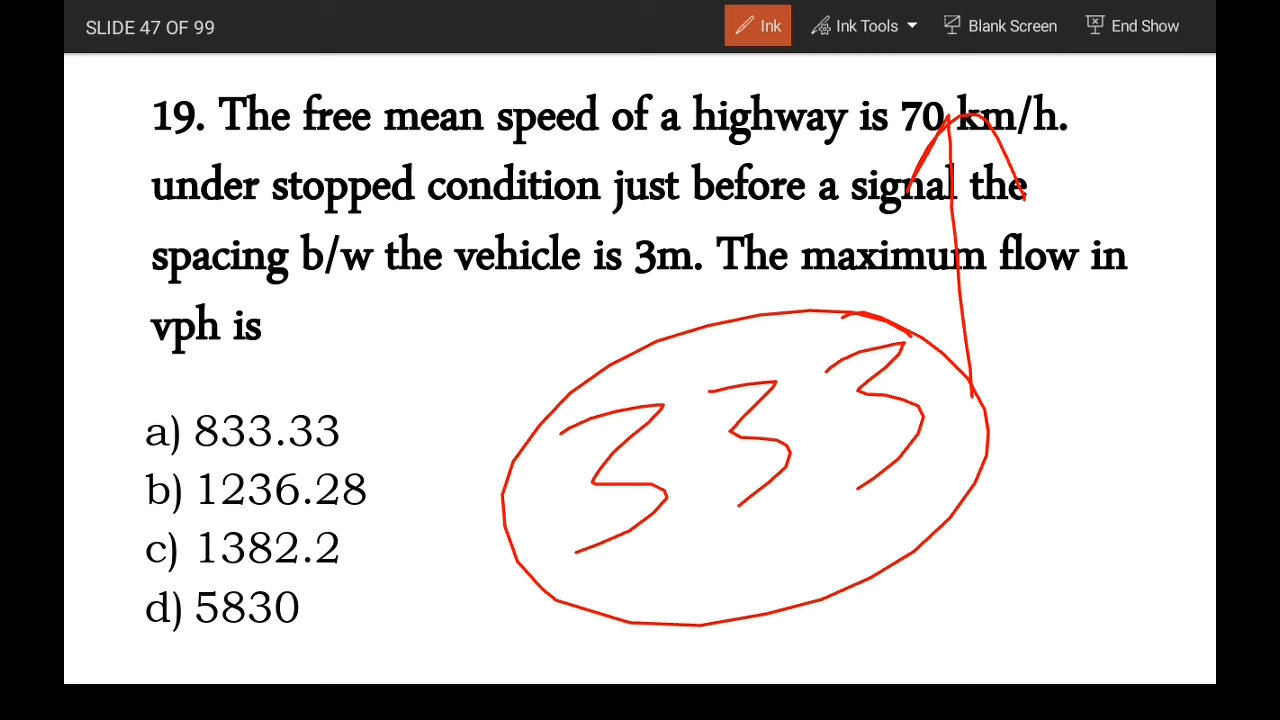 SLIDE 47 OF 99
Ink
Ink Tools
Blank Screen
End Show
19. The free mean speed of a highway is 70 km/h.
under stopped condition just before a signal the
spacing b/w the vehicle is 3m. The maximum flow in
vph is
333
a) 833.33
b) 1236.28
c) 1382.2
d) 5830